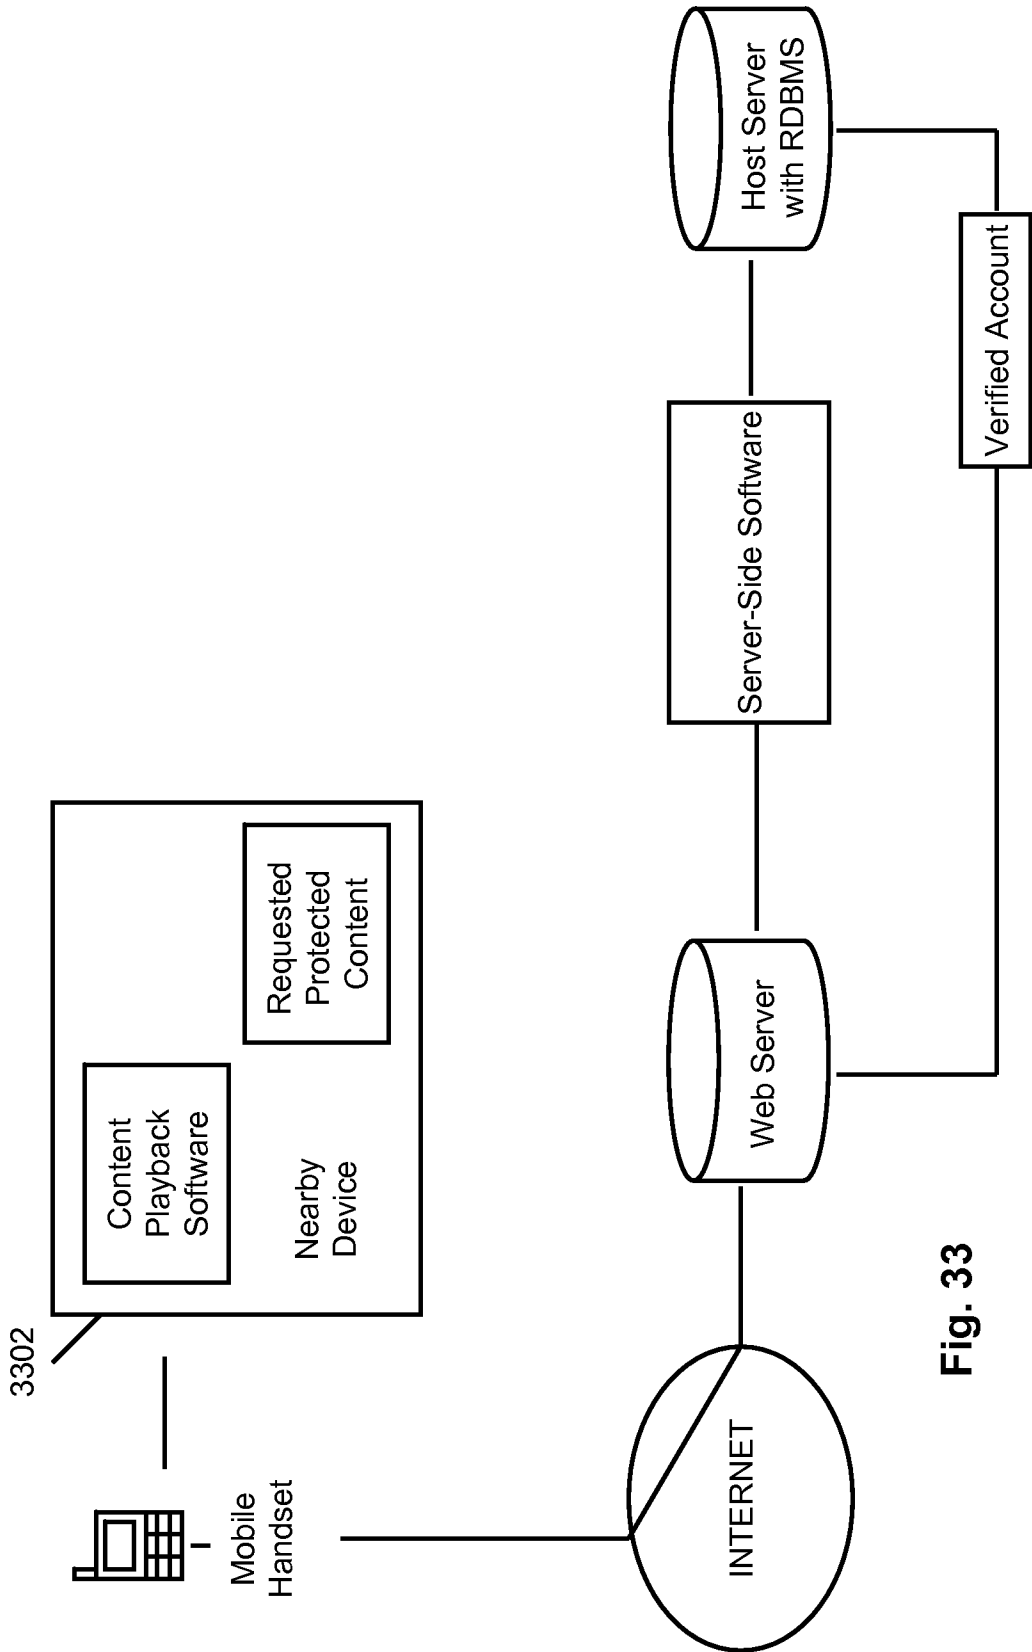 3302
Content
Playback
Software
Requested
Protected
Content
Nearby
Device
Mobile
Handset
INTERNET
Web Server
Server-Side Software
Host Server
with RDBMS
Verified Account
Fig. 33